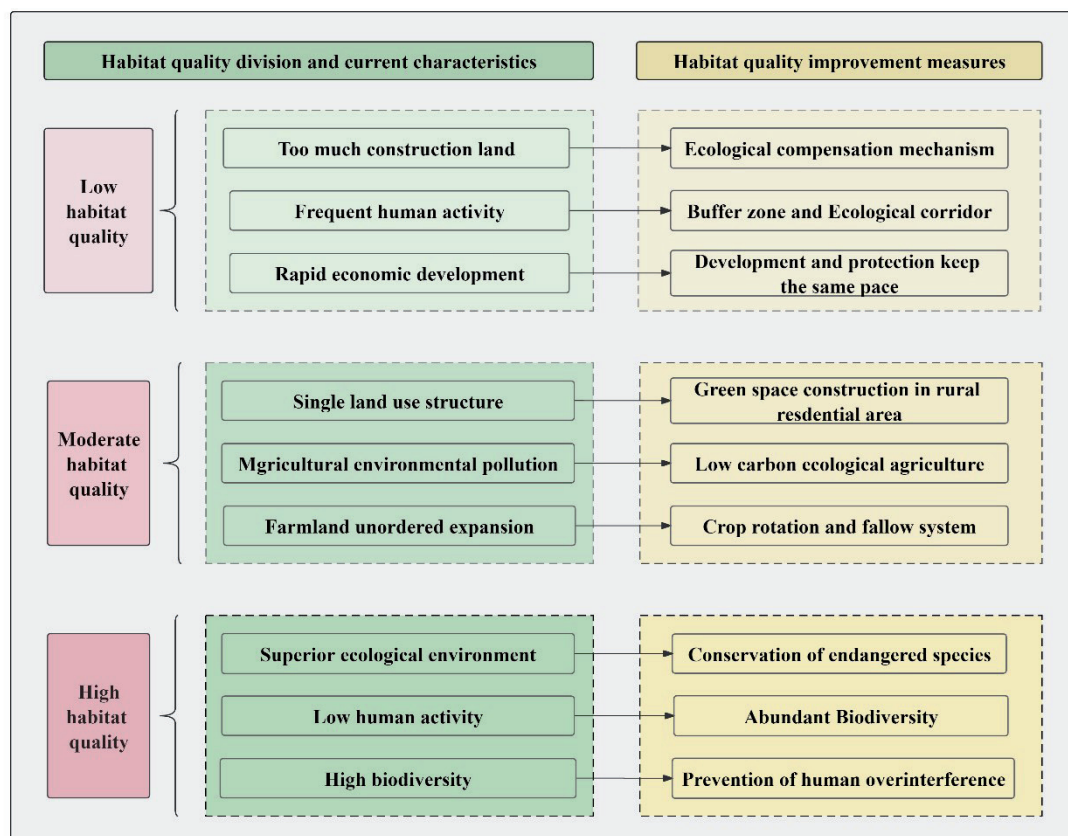 Habitat quality division and current characteristics
Habitat quality improvement measures
Low
habitat
quality
Too much construction land
Ecological compensation mechanism
Frequent human activity
Buffer zone and Ecological corridor
Rapid economic development
Development and protection keep
the same pace
Moderate
habitat
quality
Single land use structure
Green space construction in rural
resdential area
Mgricultural environmental pollution
Low carbon ecological agriculture
Farmland unordered expansion
Crop rotation and fallow system
High
habitat
quality
Superior ecological environment
Conservation of endangered species
Low human activity
Abundant Biodiversity
High biodiversity
Prevention of human overinterference